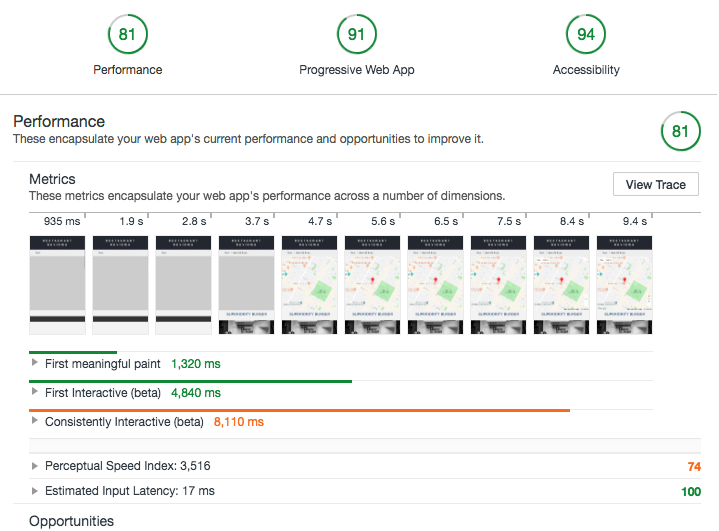 81
91
94
Performance
Progressive Web App
Accessibility
Performance
These encapsulate your web app's current performance and opportunities to improve it.
81
Metrics
These metrics encapsulate your web app's performance across a number of dimensions.
View Trace
935 ms 1.9 s 2.8 s 3.7 s 4.7 s 5.6 s 6.5 s 7.5 s 8.4 s 9.4 s
First meaningful paint 1,320 ms
First Interactive (beta) 4,840 ms
Consistently Interactive (beta) 8,110 ms
Perceptual Speed Index: 3,516 74
Estimated Input Latency: 17 ms 100
Opportunities